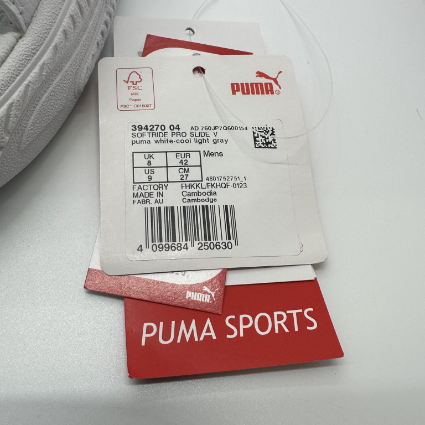 FSC
PUMA
394270 04
SOFTRIDE PRO SLIDE V
puma white-cool light gray
UK EUR Mens
8 42
US CM
9 27
FACTORY FHKKL/FKHQF-0123
MADE IN Cambodia
FABR. AU Cambodge
4 099684 250630
PUMA
PUMA SPORTS